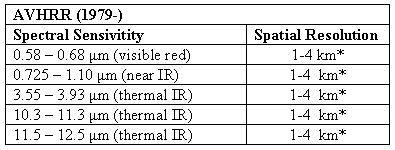 AVHRR (1979-)
Spectral Sensivitity Spatial Resolution
0.58 – 0.68 μm (visible red) 1-4 km*
0.725 – 1.10 μm (near IR) 1-4 km*
3.55 – 3.93 μm (thermal IR) 1-4 km*
10.3 – 11.3 μm (thermal IR) 1-4 km*
11.5 – 12.5 μm (thermal IR) 1-4 km*